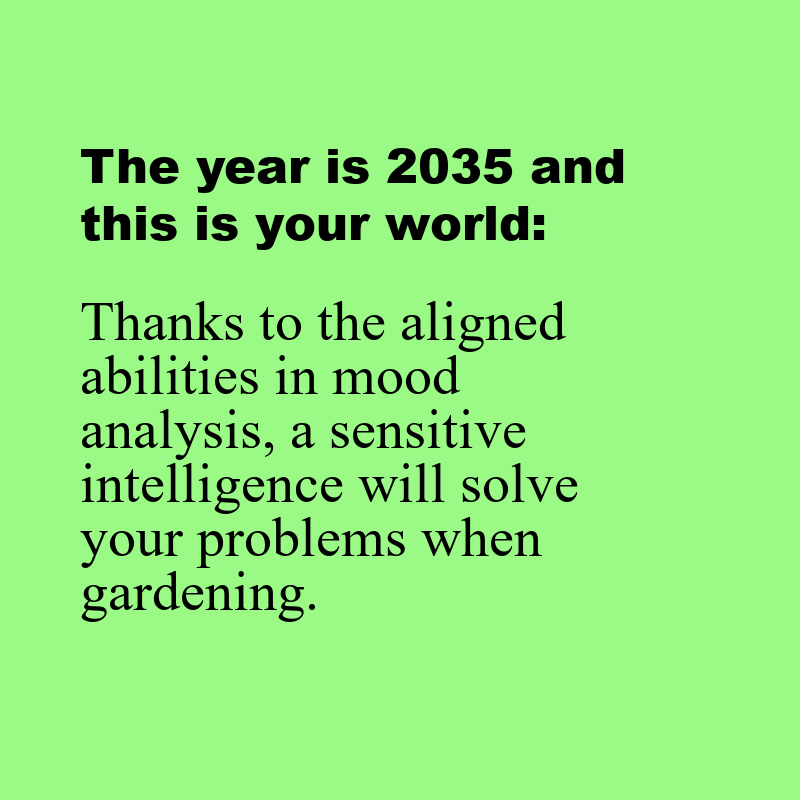 The year is 2035 and
this is your world:
Thanks to the aligned
abilities in mood
analysis, a sensitive
intelligence will solve
your problems when
gardening.